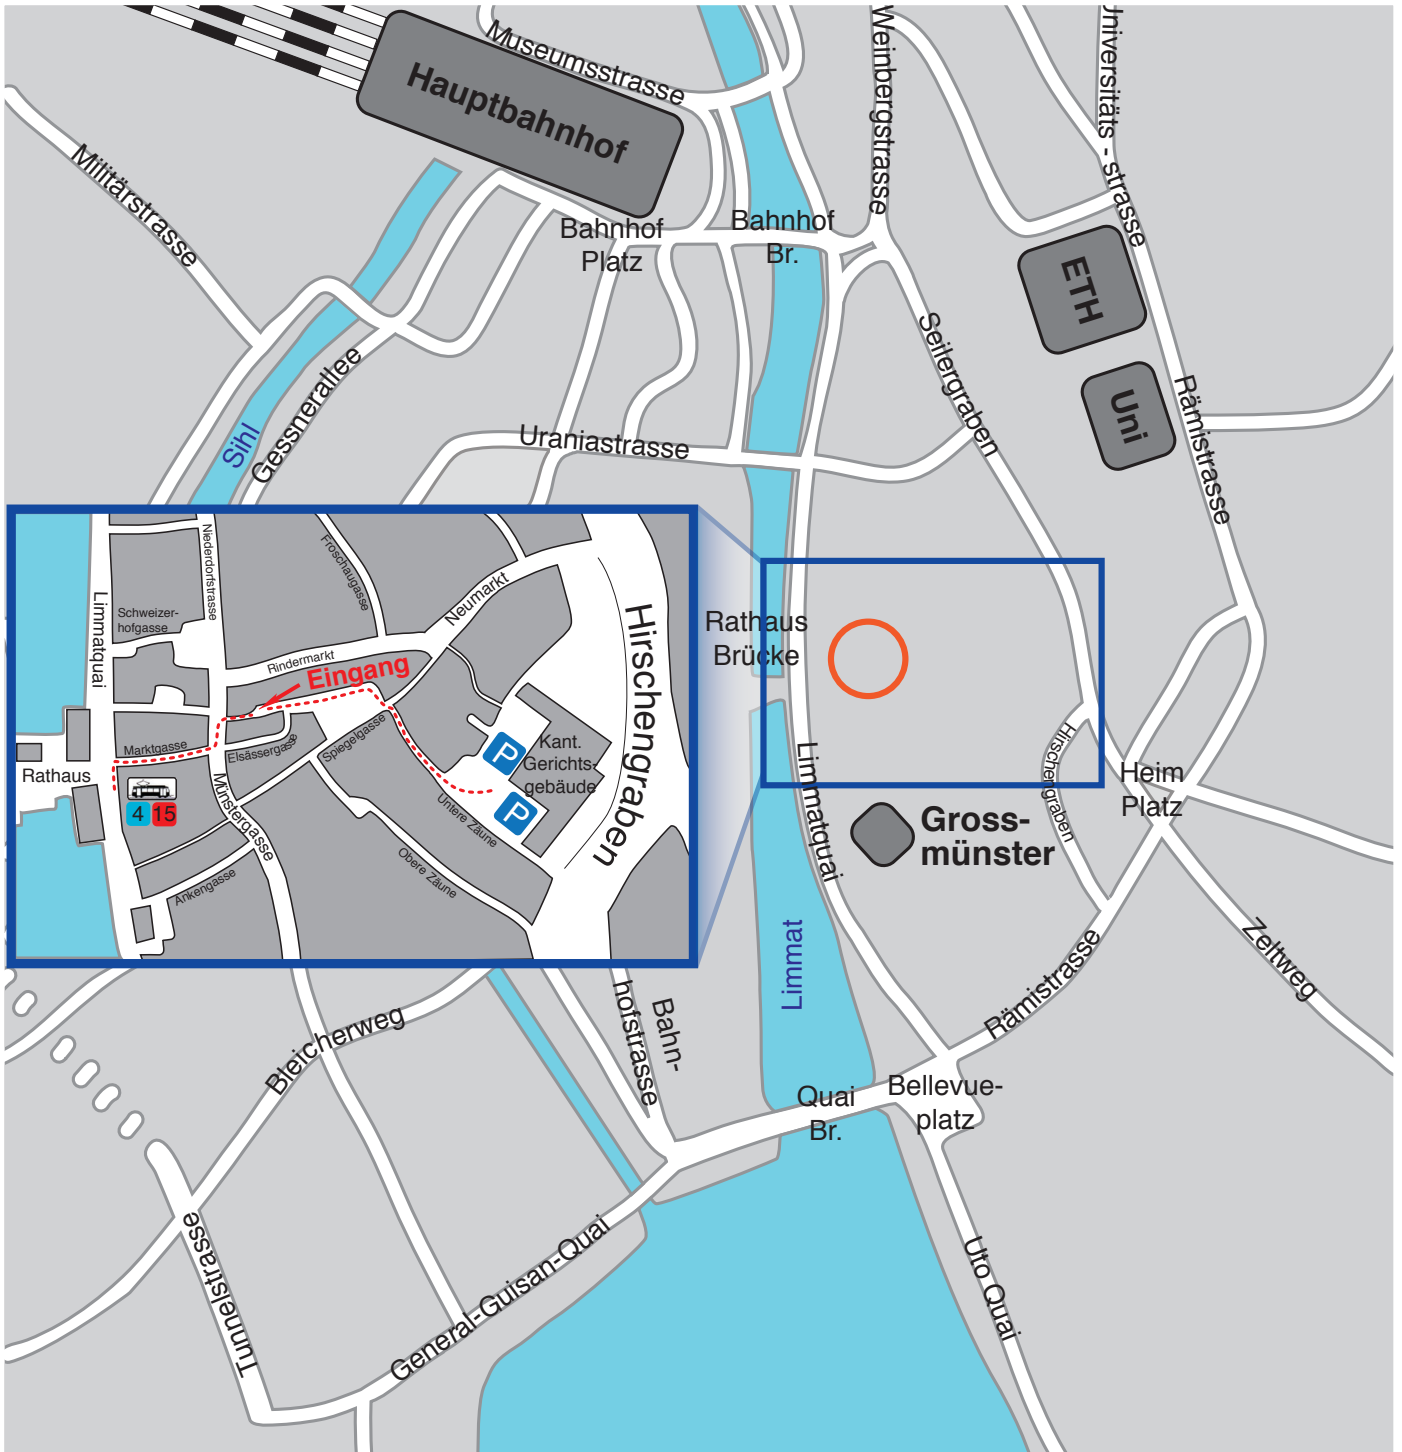 Museumsstrasse
Hauptbahnhof
Weinbergstrasse
Universitäts - strasse
Militärstrasse
Bahnhof
Platz
Bahnhof
Br.
ETH
Uni
Seilergraben
Rämistrasse
Sihl
Gessnerallee
Uraniastrasse
Rathaus
Brücke
Limmatquai
Hirschengraben
Heim
Platz
Gross-
münster
Limmat
Zeltweg
Rämistrasse
Bahn-
hofstrasse
Bleicherweg
Quai
Br.
Bellevue-
platz
Tunnelstrasse
General-Guisan-Quai
Uto Quai
Limmatquai
Niederdorfstrasse
Froschaugasse
Schweizer-
hofgasse
Neumarkt
Rindermarkt
Eingang
Hirschengraben
Marktgasse
Elsässergasse
Spiegelgasse
Rathaus
4 15
Münstergasse
P
Kant.
Gerichts-
gebäude
P
Untere Zäune
Obere Zäune
Ankengasse